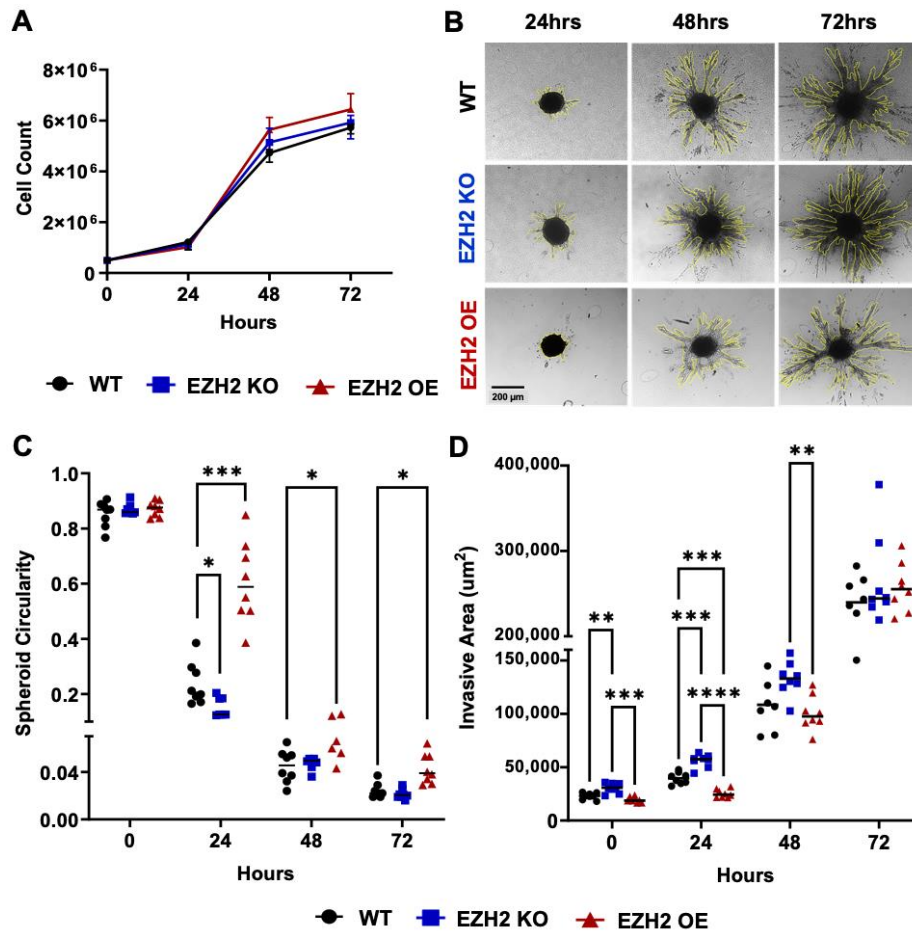 A
Cell Count
8×10⁶
6×10⁶
4×10⁶
2×10⁶
0
0 24 48 72
Hours
WT EZH2 KO EZH2 OE
B
24hrs 48hrs 72hrs
WT
EZH2 KO
EZH2 OE
200 µm
C
Spheroid Circularity
1.0
0.8
0.6
0.4
0.2
0.04
0.00
***
*
*
*
0 24 48 72
Hours
D
Invasive Area (um²)
400,000
300,000
200,000
150,000
100,000
50,000
0
**
***
***
***
****
**
0 24 48 72
Hours
WT EZH2 KO EZH2 OE